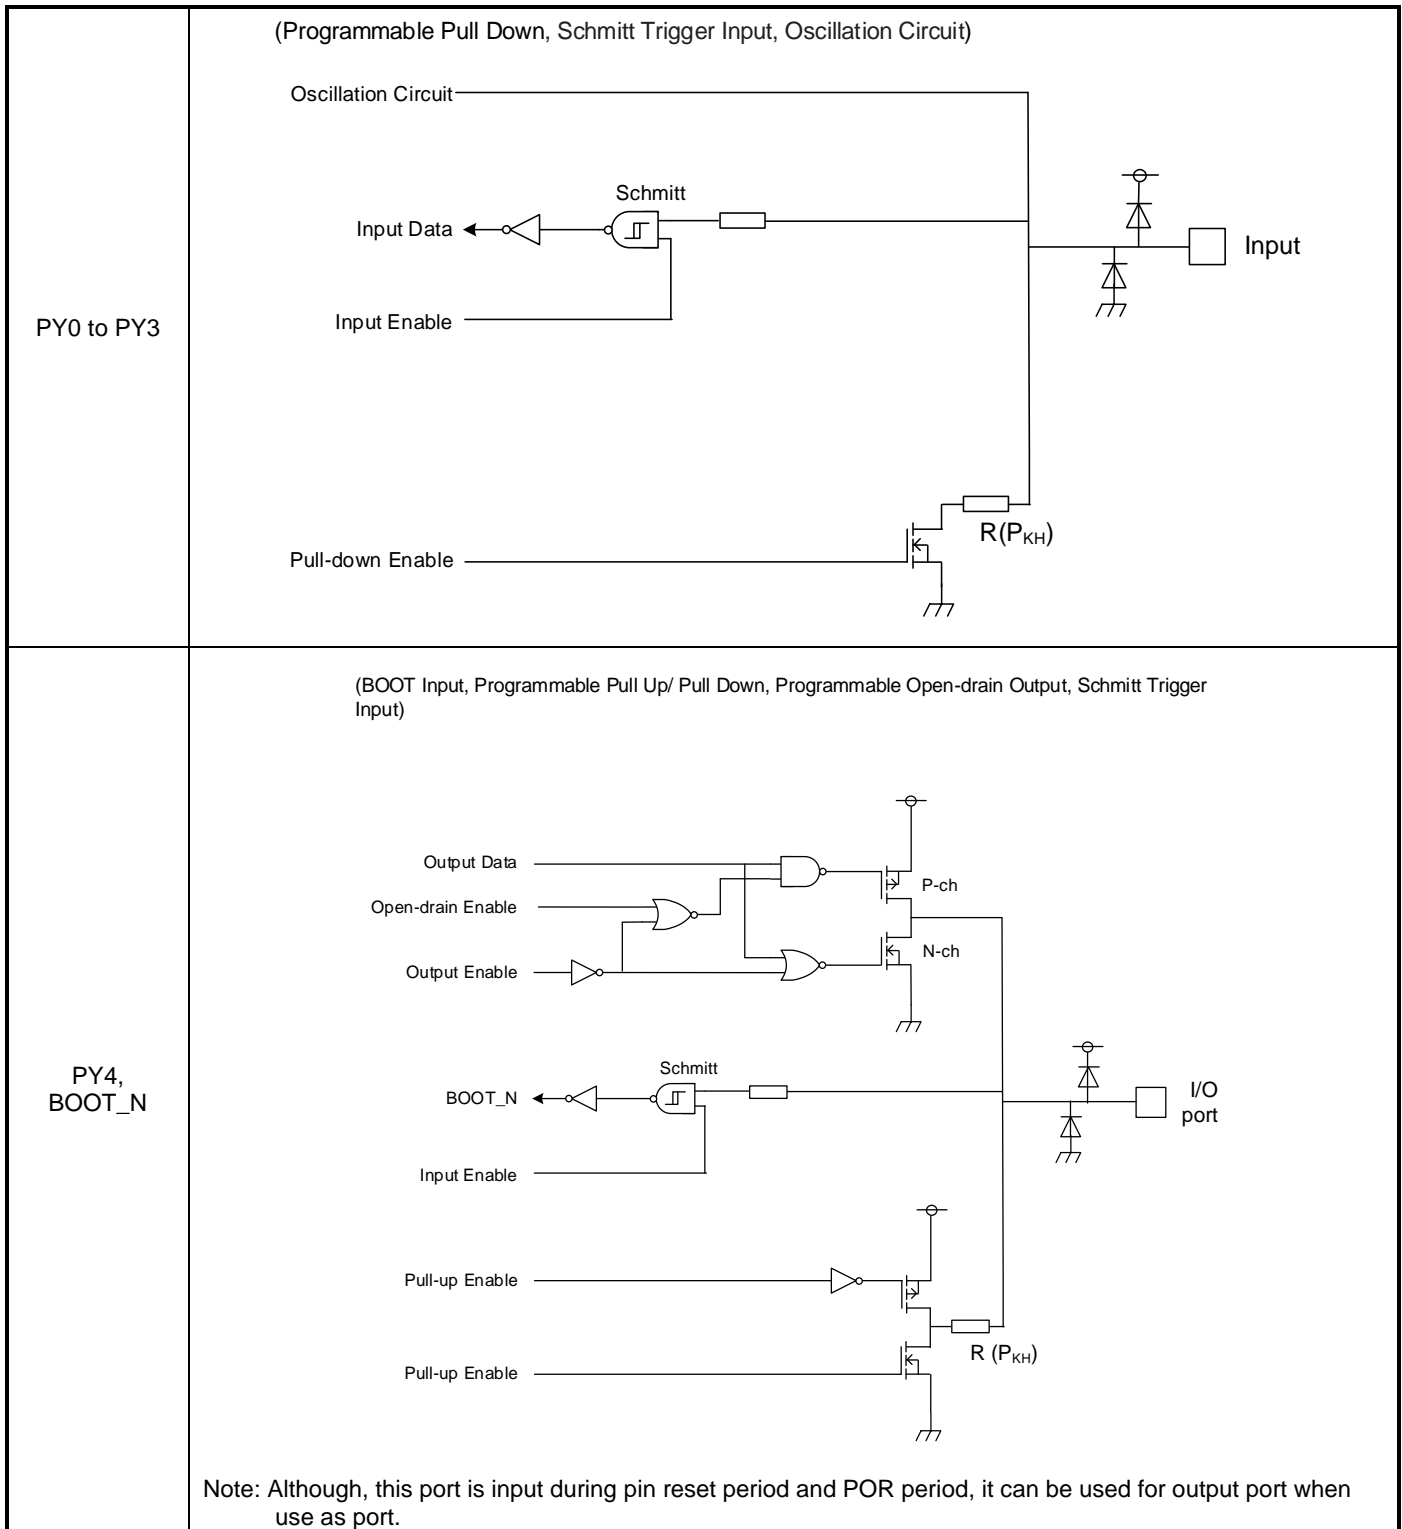 (Programmable Pull Down, Schmitt Trigger Input, Oscillation Circuit)
Oscillation Circuit
Schmitt
Input Data
Input
Input Enable
PY0 to PY3
R(PKH)
Pull-down Enable
(BOOT Input, Programmable Pull Up/ Pull Down, Programmable Open-drain Output, Schmitt Trigger
Input)
Output Data
P-ch
Open-drain Enable
N-ch
Output Enable
PY4,
BOOT_N
Schmitt
BOOT_N
I/O
port
Input Enable
Pull-up Enable
R (PKH)
Pull-up Enable
Note: Although, this port is input during pin reset period and POR period, it can be used for output port when
use as port.